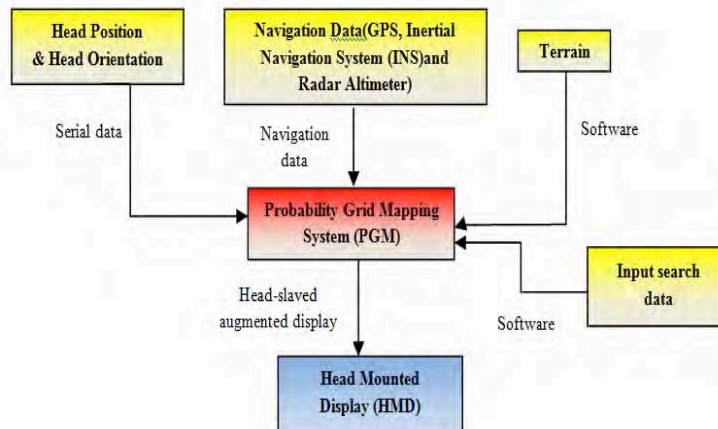 Head Position
& Head Orientation
Navigation Data(GPS, Inertial
Navigation System (INS)and
Radar Altimeter)
Terrain
Serial data
Navigation
data
Software
Probability Grid Mapping
System (PGM)
Input search
data
Head-slaved
augmented display
Software
Head Mounted
Display (HMD)